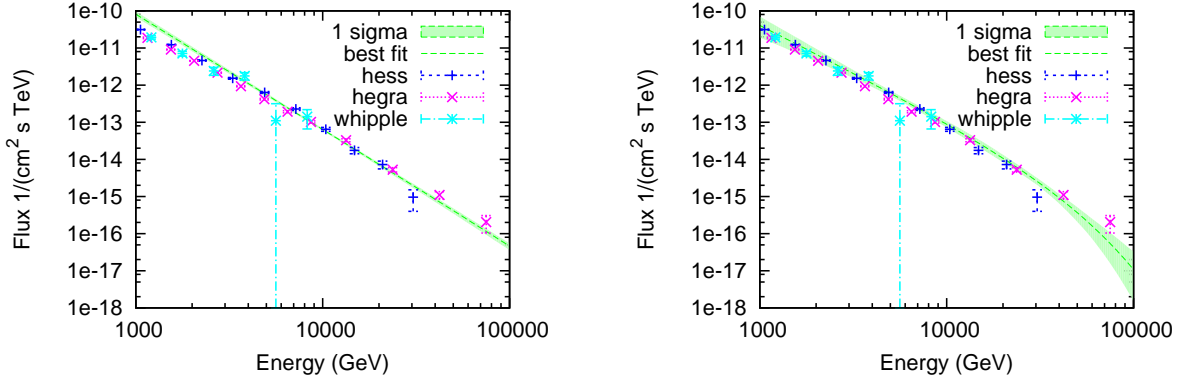 1e-10
1e-11
1e-12
1e-13
1e-14
1e-15
1e-16
1e-17
1e-18
Flux 1/(cm² s TeV)
1 sigma
best fit
hess
hegra
whipple
1000
10000
100000
Energy (GeV)
1e-10
1e-11
1e-12
1e-13
1e-14
1e-15
1e-16
1e-17
1e-18
Flux 1/(cm² s TeV)
1 sigma
best fit
hess
hegra
whipple
1000
10000
100000
Energy (GeV)